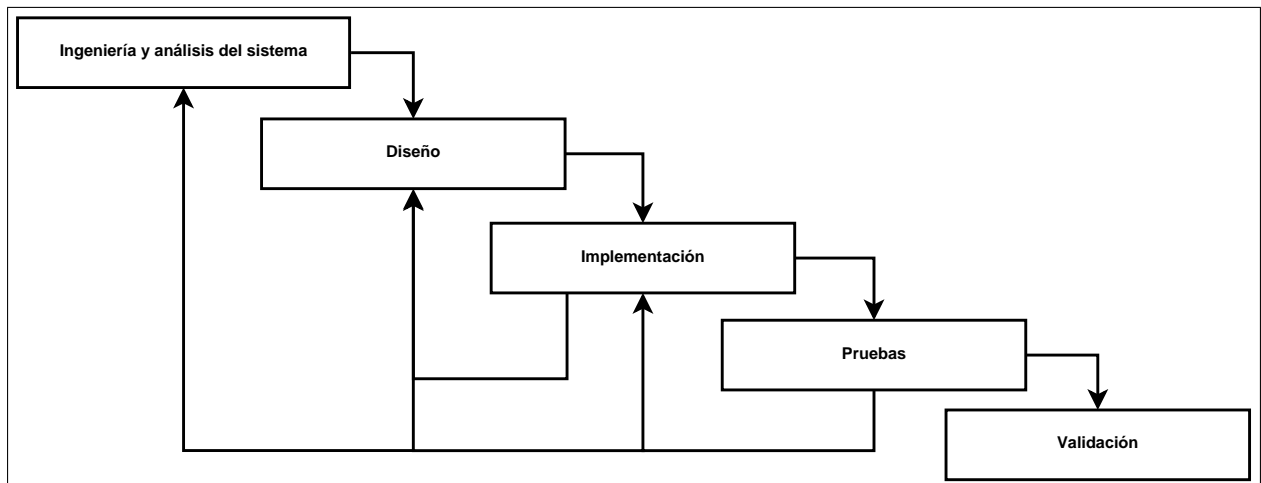 Ingeniería y análisis del sistema
Diseño
Implementación
Pruebas
Validación